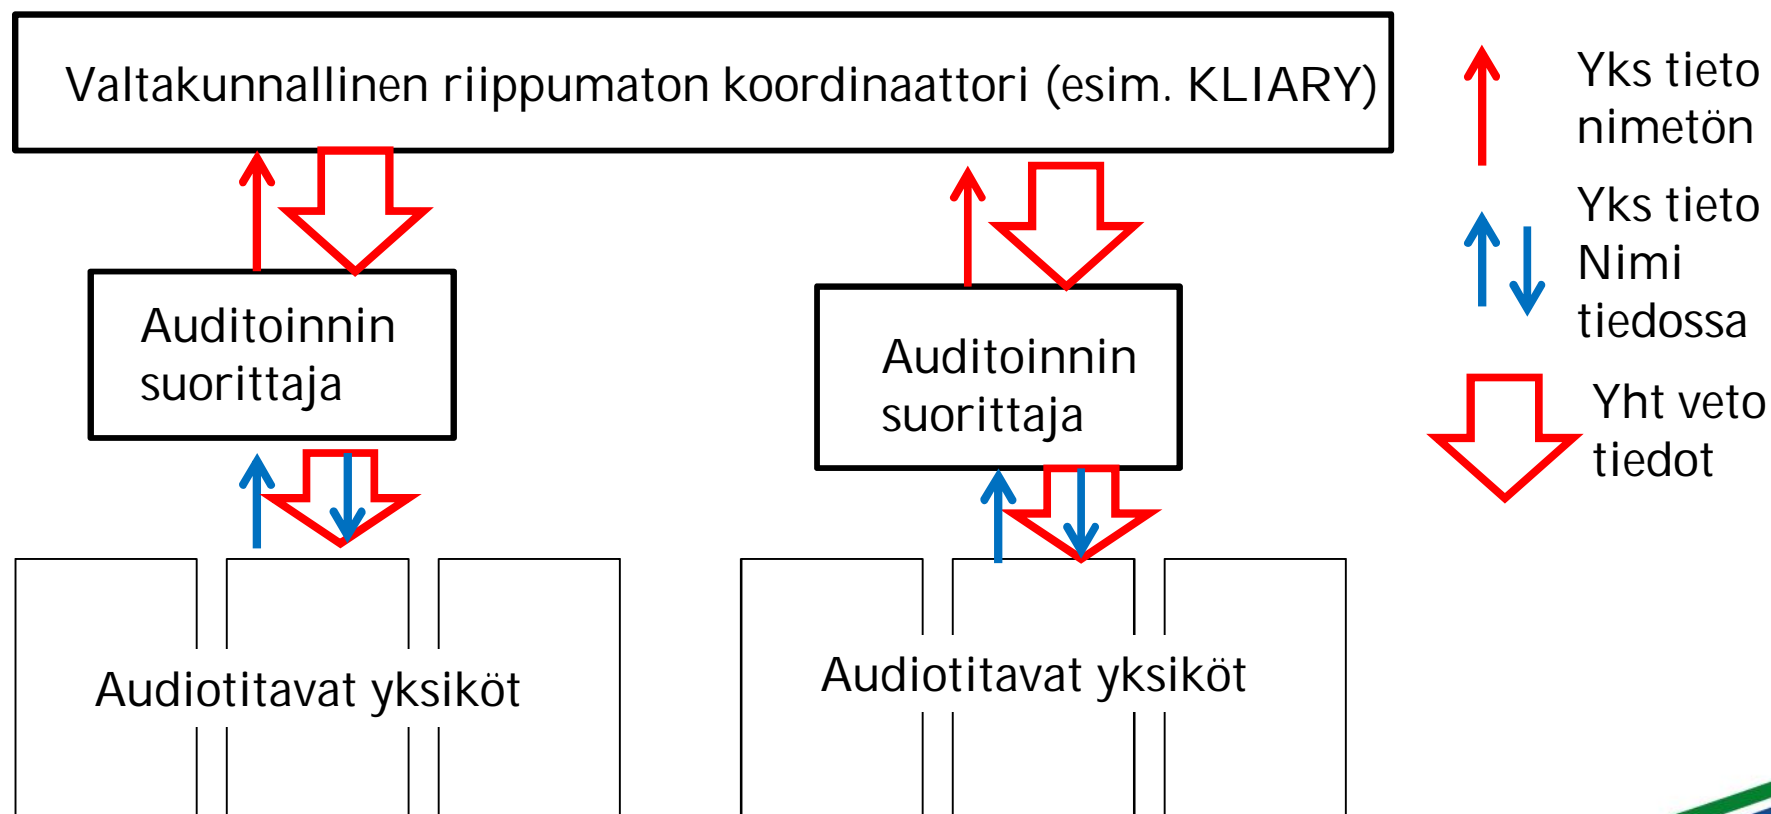 Valtakunnallinen riippumaton koordinaattori (esim. KLIARY)
Yks tieto
nimetön
Yks tieto
Nimi
tiedossa
Yht veto
tiedot
Auditoinnin
suorittaja
Auditoinnin
suorittaja
Audiotitavat yksiköt
Audiotitavat yksiköt